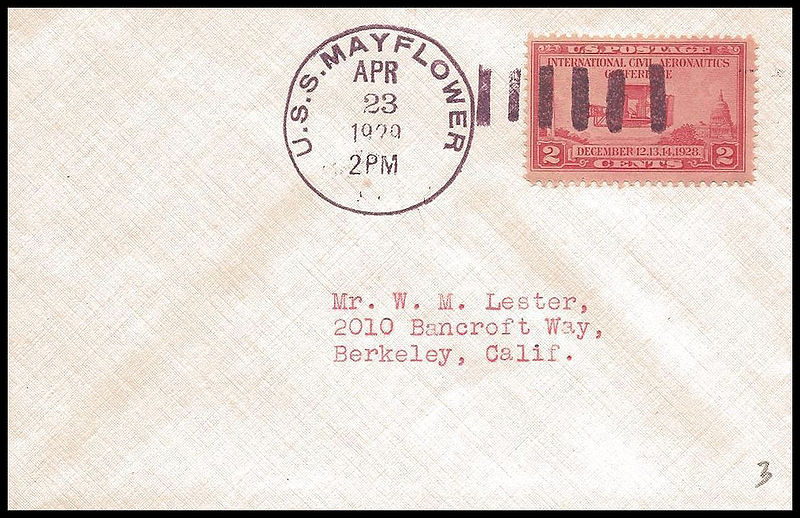 U.S.S. MAYFLOWER
APR
23
1929
2PM
U.S. POSTAGE
INTERNATIONAL CIVIL AERONAUTICS
CONFERENCE
2 DECEMBER 12, 13, 14, 1928 2
CENTS
Mr. W. M. Lester,
2010 Bancroft Way,
Berkeley, Calif.
3